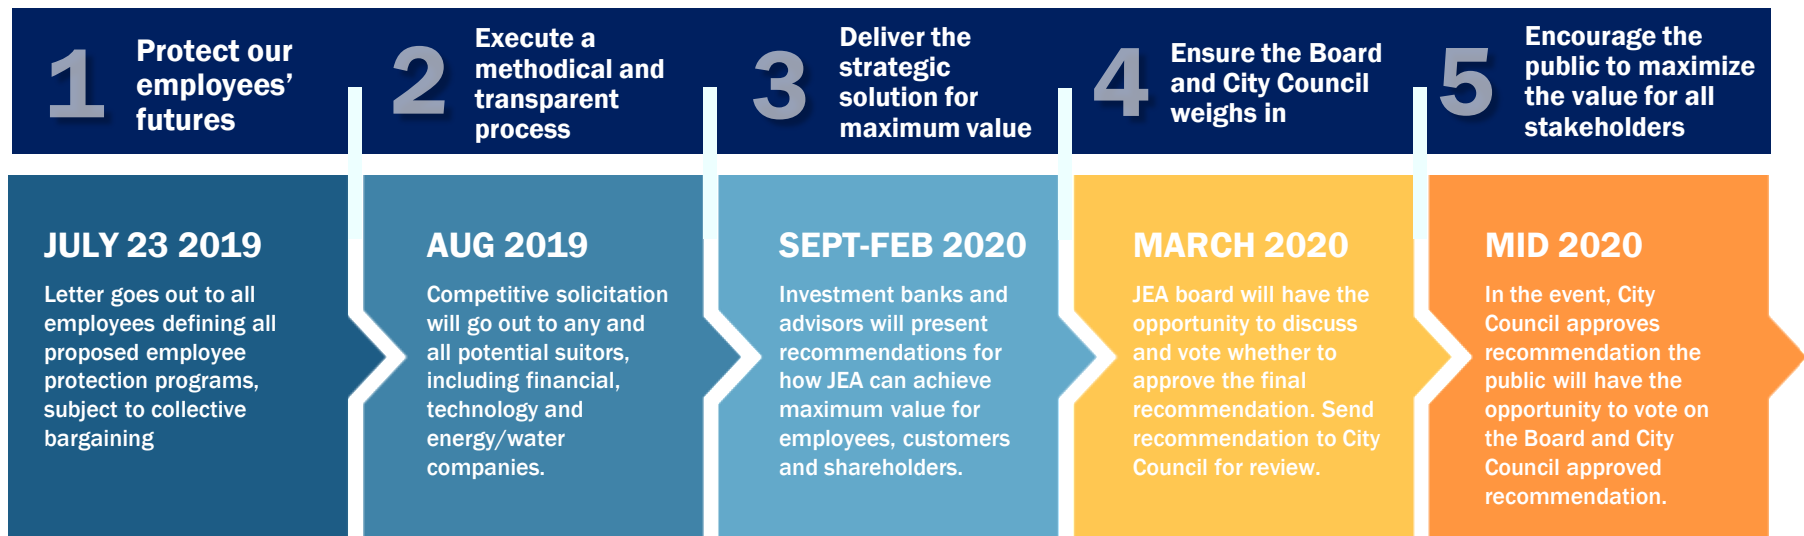 1
Protect our
employees’
futures
2
Execute a
methodical and
transparent
process
3
Deliver the
strategic
solution for
maximum value
4
Ensure the Board
and City Council
weighs in
5
Encourage the
public to maximize
the value for all
stakeholders
JULY 23 2019
Letter goes out to all
employees defining all
proposed employee
protection programs,
subject to collective
bargaining
AUG 2019
Competitive solicitation
will go out to any and
all potential suitors,
including financial,
technology and
energy/water
companies.
SEPT-FEB 2020
Investment banks and
advisors will present
recommendations for
how JEA can achieve
maximum value for
employees, customers
and shareholders.
MARCH 2020
JEA board will have the
opportunity to discuss
and vote whether to
approve the final
recommendation. Send
recommendation to City
Council for review.
MID 2020
In the event, City
Council approves
recommendation the
public will have the
opportunity to vote on
the Board and City
Council approved
recommendation.